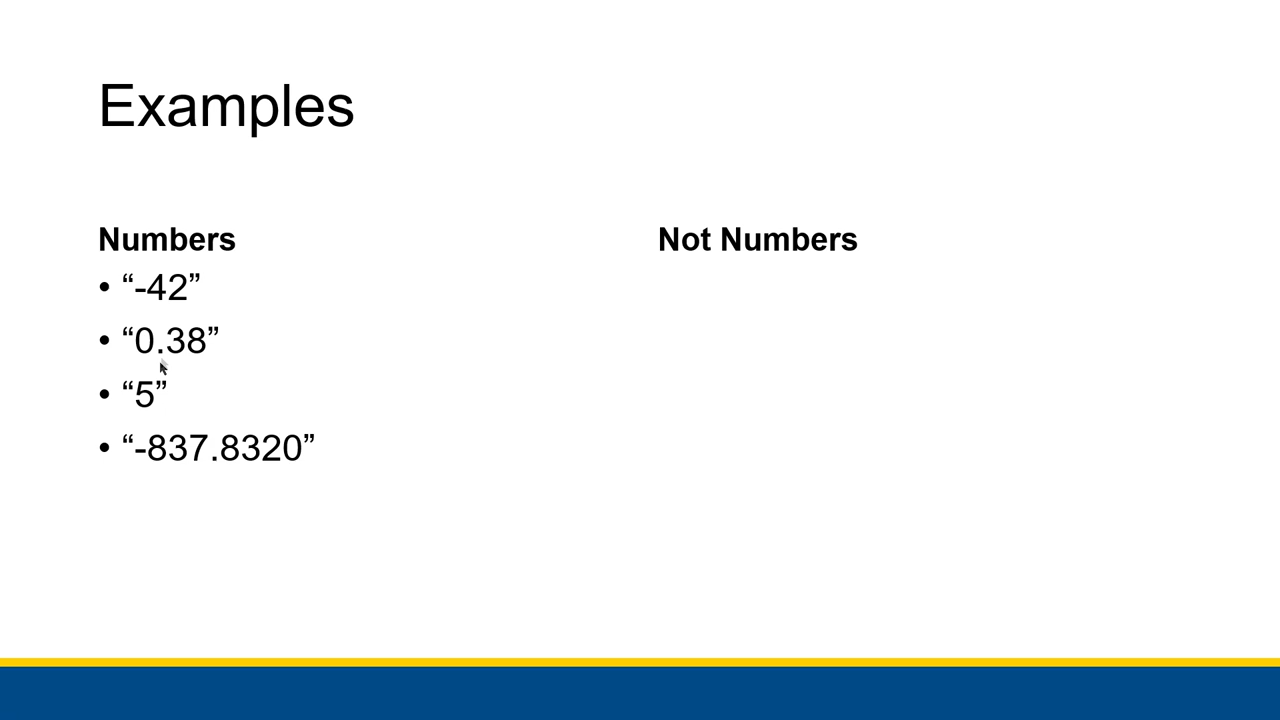 Examples
Numbers
• “-42”
• “0.38”
• “5”
• “-837.8320”
Not Numbers